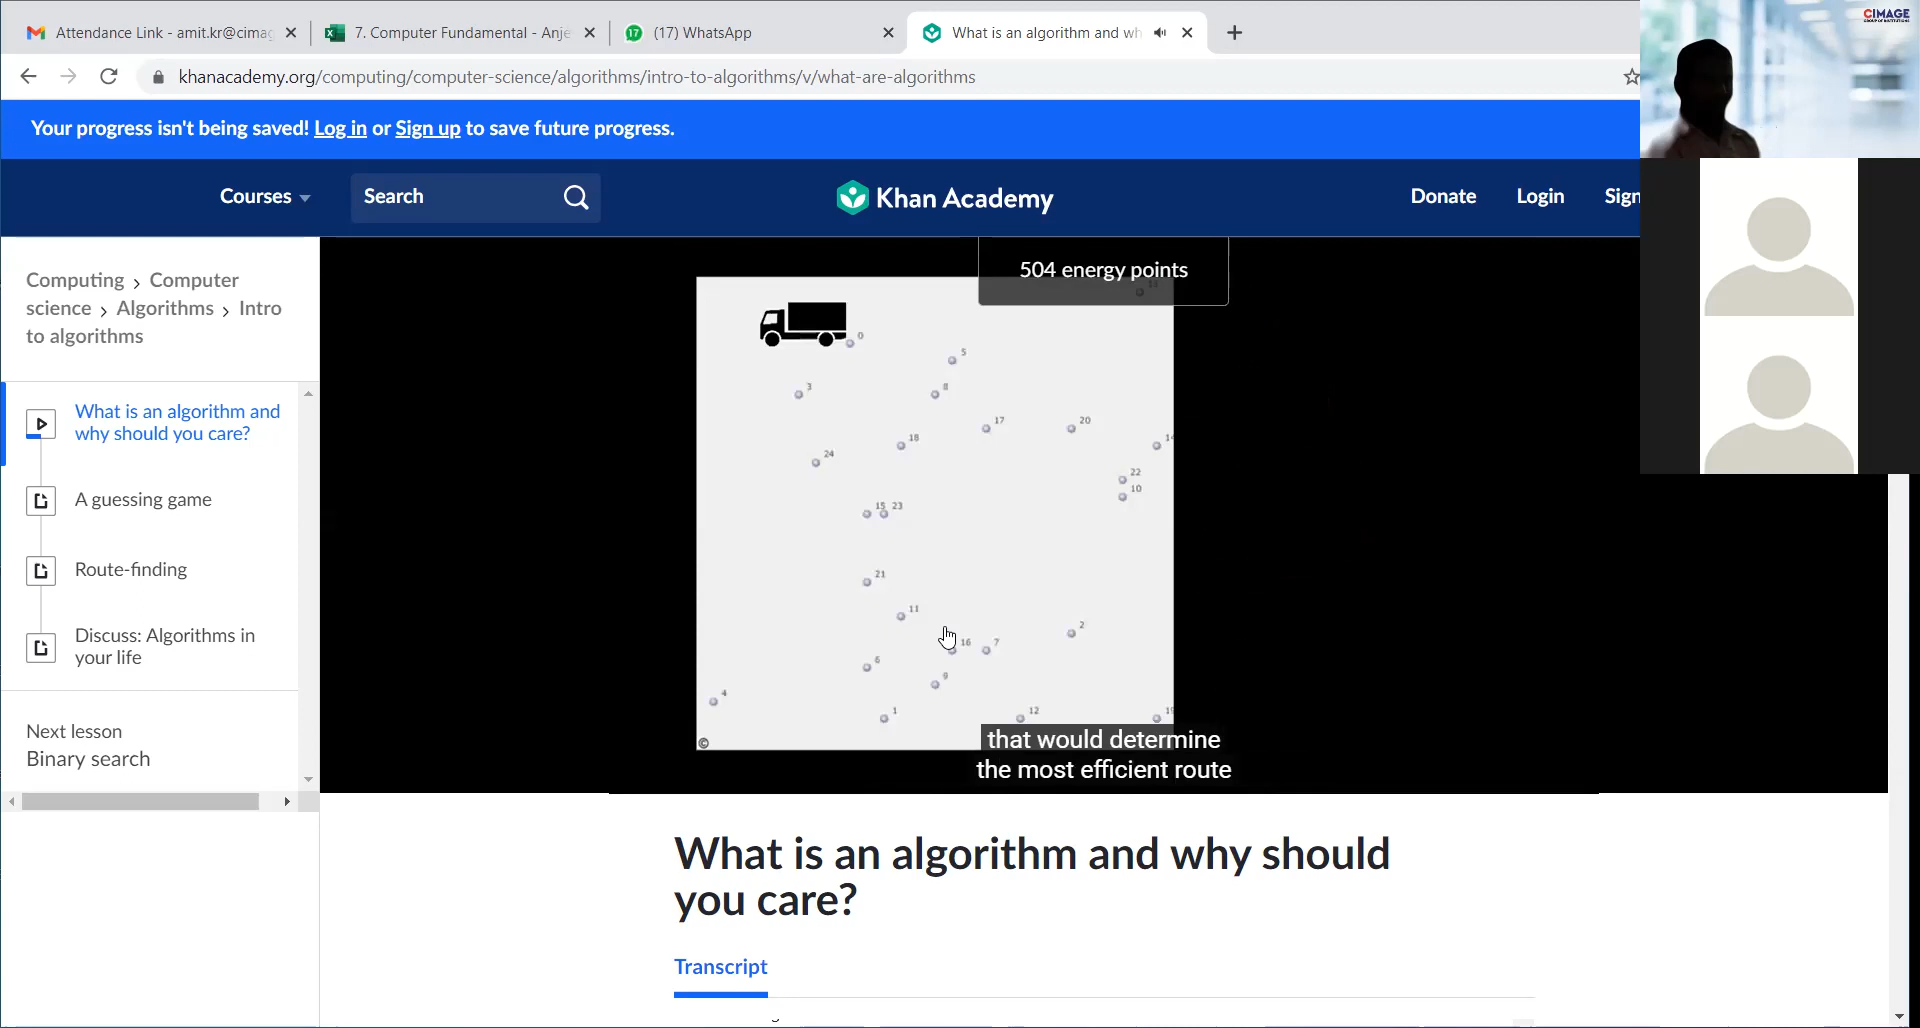 Attendance Link - amit.kr@cimag
7. Computer Fundamental - Anje
17
(17) WhatsApp
What is an algorithm and wh
CIMAGE
khanacademy.org/computing/computer-science/algorithms/intro-to-algorithms/v/what-are-algorithms
Your progress isn't being saved! Log in or Sign up to save future progress.
Courses
Search
Khan Academy
Donate
Login
Sign
Computing › Computer
science › Algorithms › Intro
to algorithms
What is an algorithm and
why should you care?
A guessing game
Route-finding
Discuss: Algorithms in
your life
Next lesson
Binary search
504 energy points
0
5
3
8
17
20
18
14
24
22
10
15 23
21
11
2
16
7
6
9
4
1
12
19
©
that would determine
the most efficient route
What is an algorithm and why should
you care?
Transcript